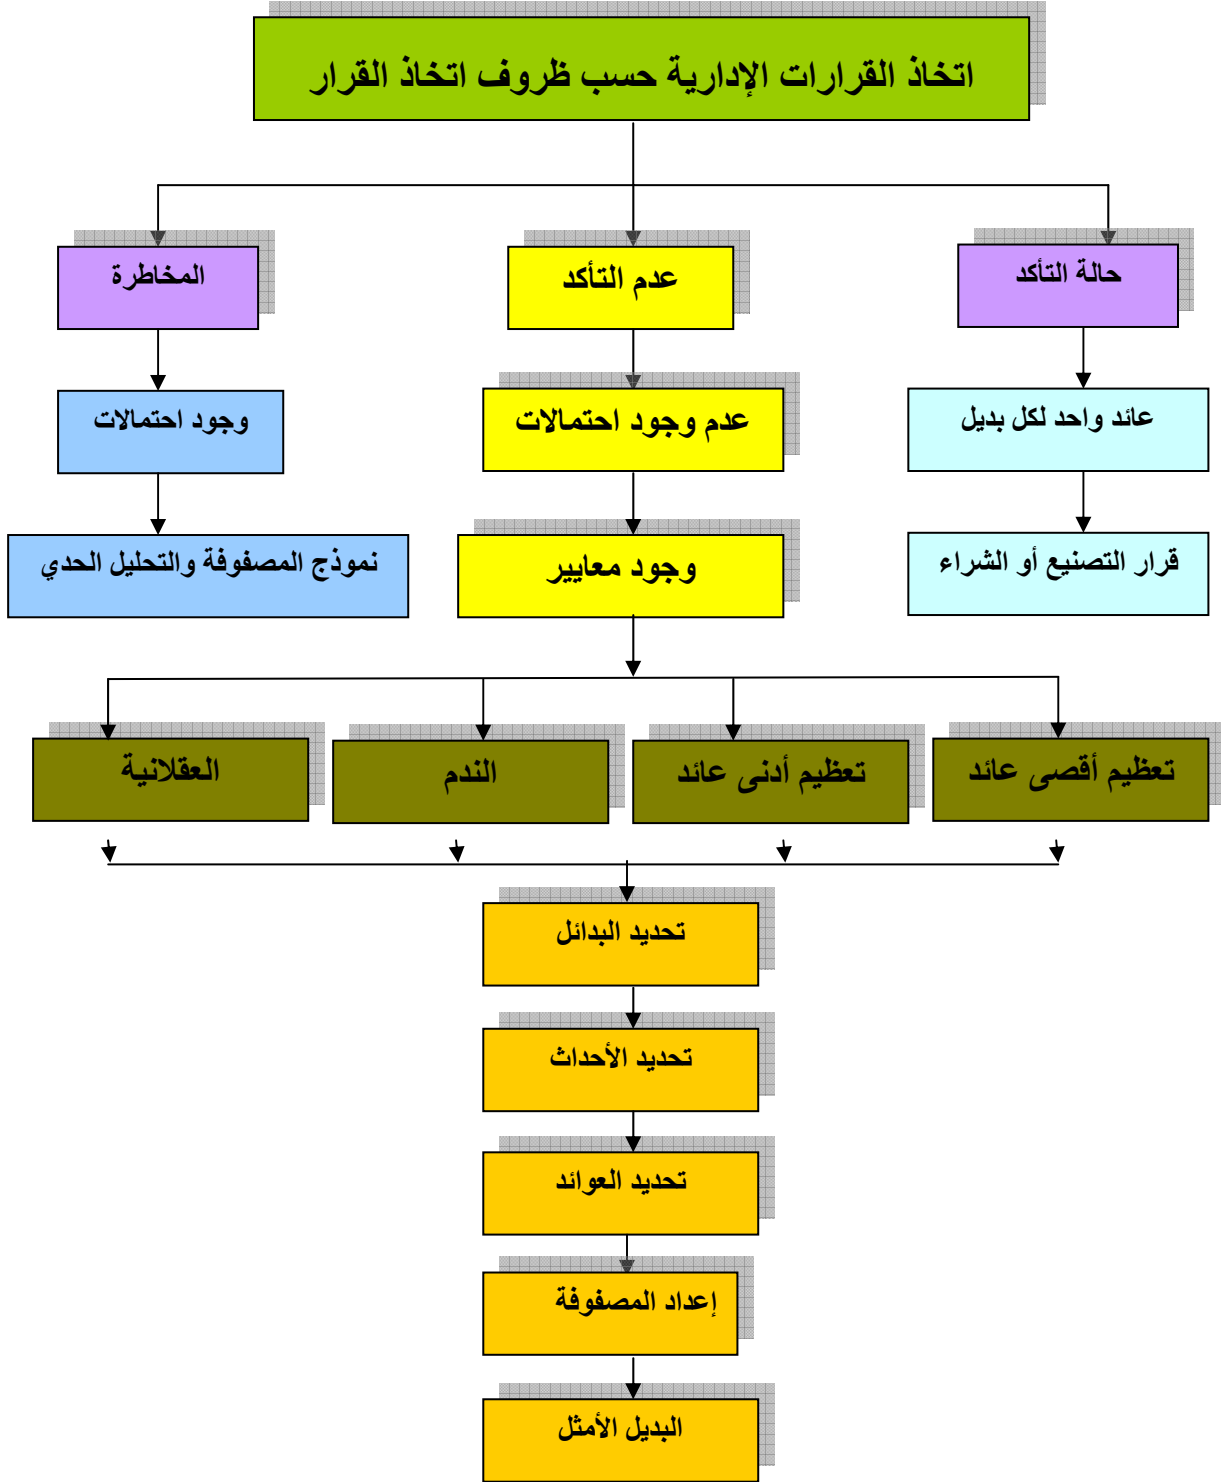 اتخاذ القرارات الإدارية حسب ظروف اتخاذ القرار
حالة التأكد
عدم التأكد
المخاطرة
عائد واحد لكل بديل
عدم وجود احتمالات
وجود احتمالات
قرار التصنيع أو الشراء
وجود معايير
نموذج المصفوفة والتحليل الحدي
تعظيم أقصى عائد
تعظيم أدنى عائد
الندم
العقلانية
تحديد البدائل
تحديد الأحداث
تحديد العوائد
إعداد المصفوفة
البديل الأمثل